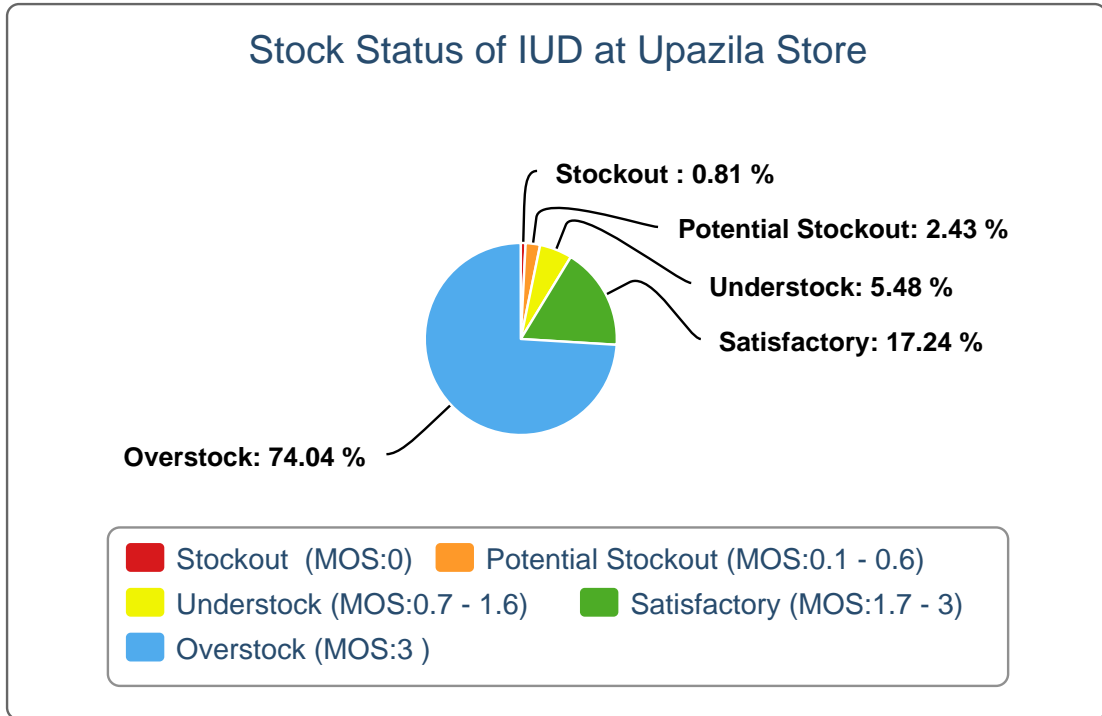 Stock Status of IUD at Upazila Store
Stockout : 0.81 %
Potential Stockout: 2.43 %
Understock: 5.48 %
Satisfactory: 17.24 %
Overstock: 74.04 %
Stockout  (MOS:0) Potential Stockout (MOS:0.1 - 0.6)
Understock (MOS:0.7 - 1.6) Satisfactory (MOS:1.7 - 3)
Overstock (MOS:3 )